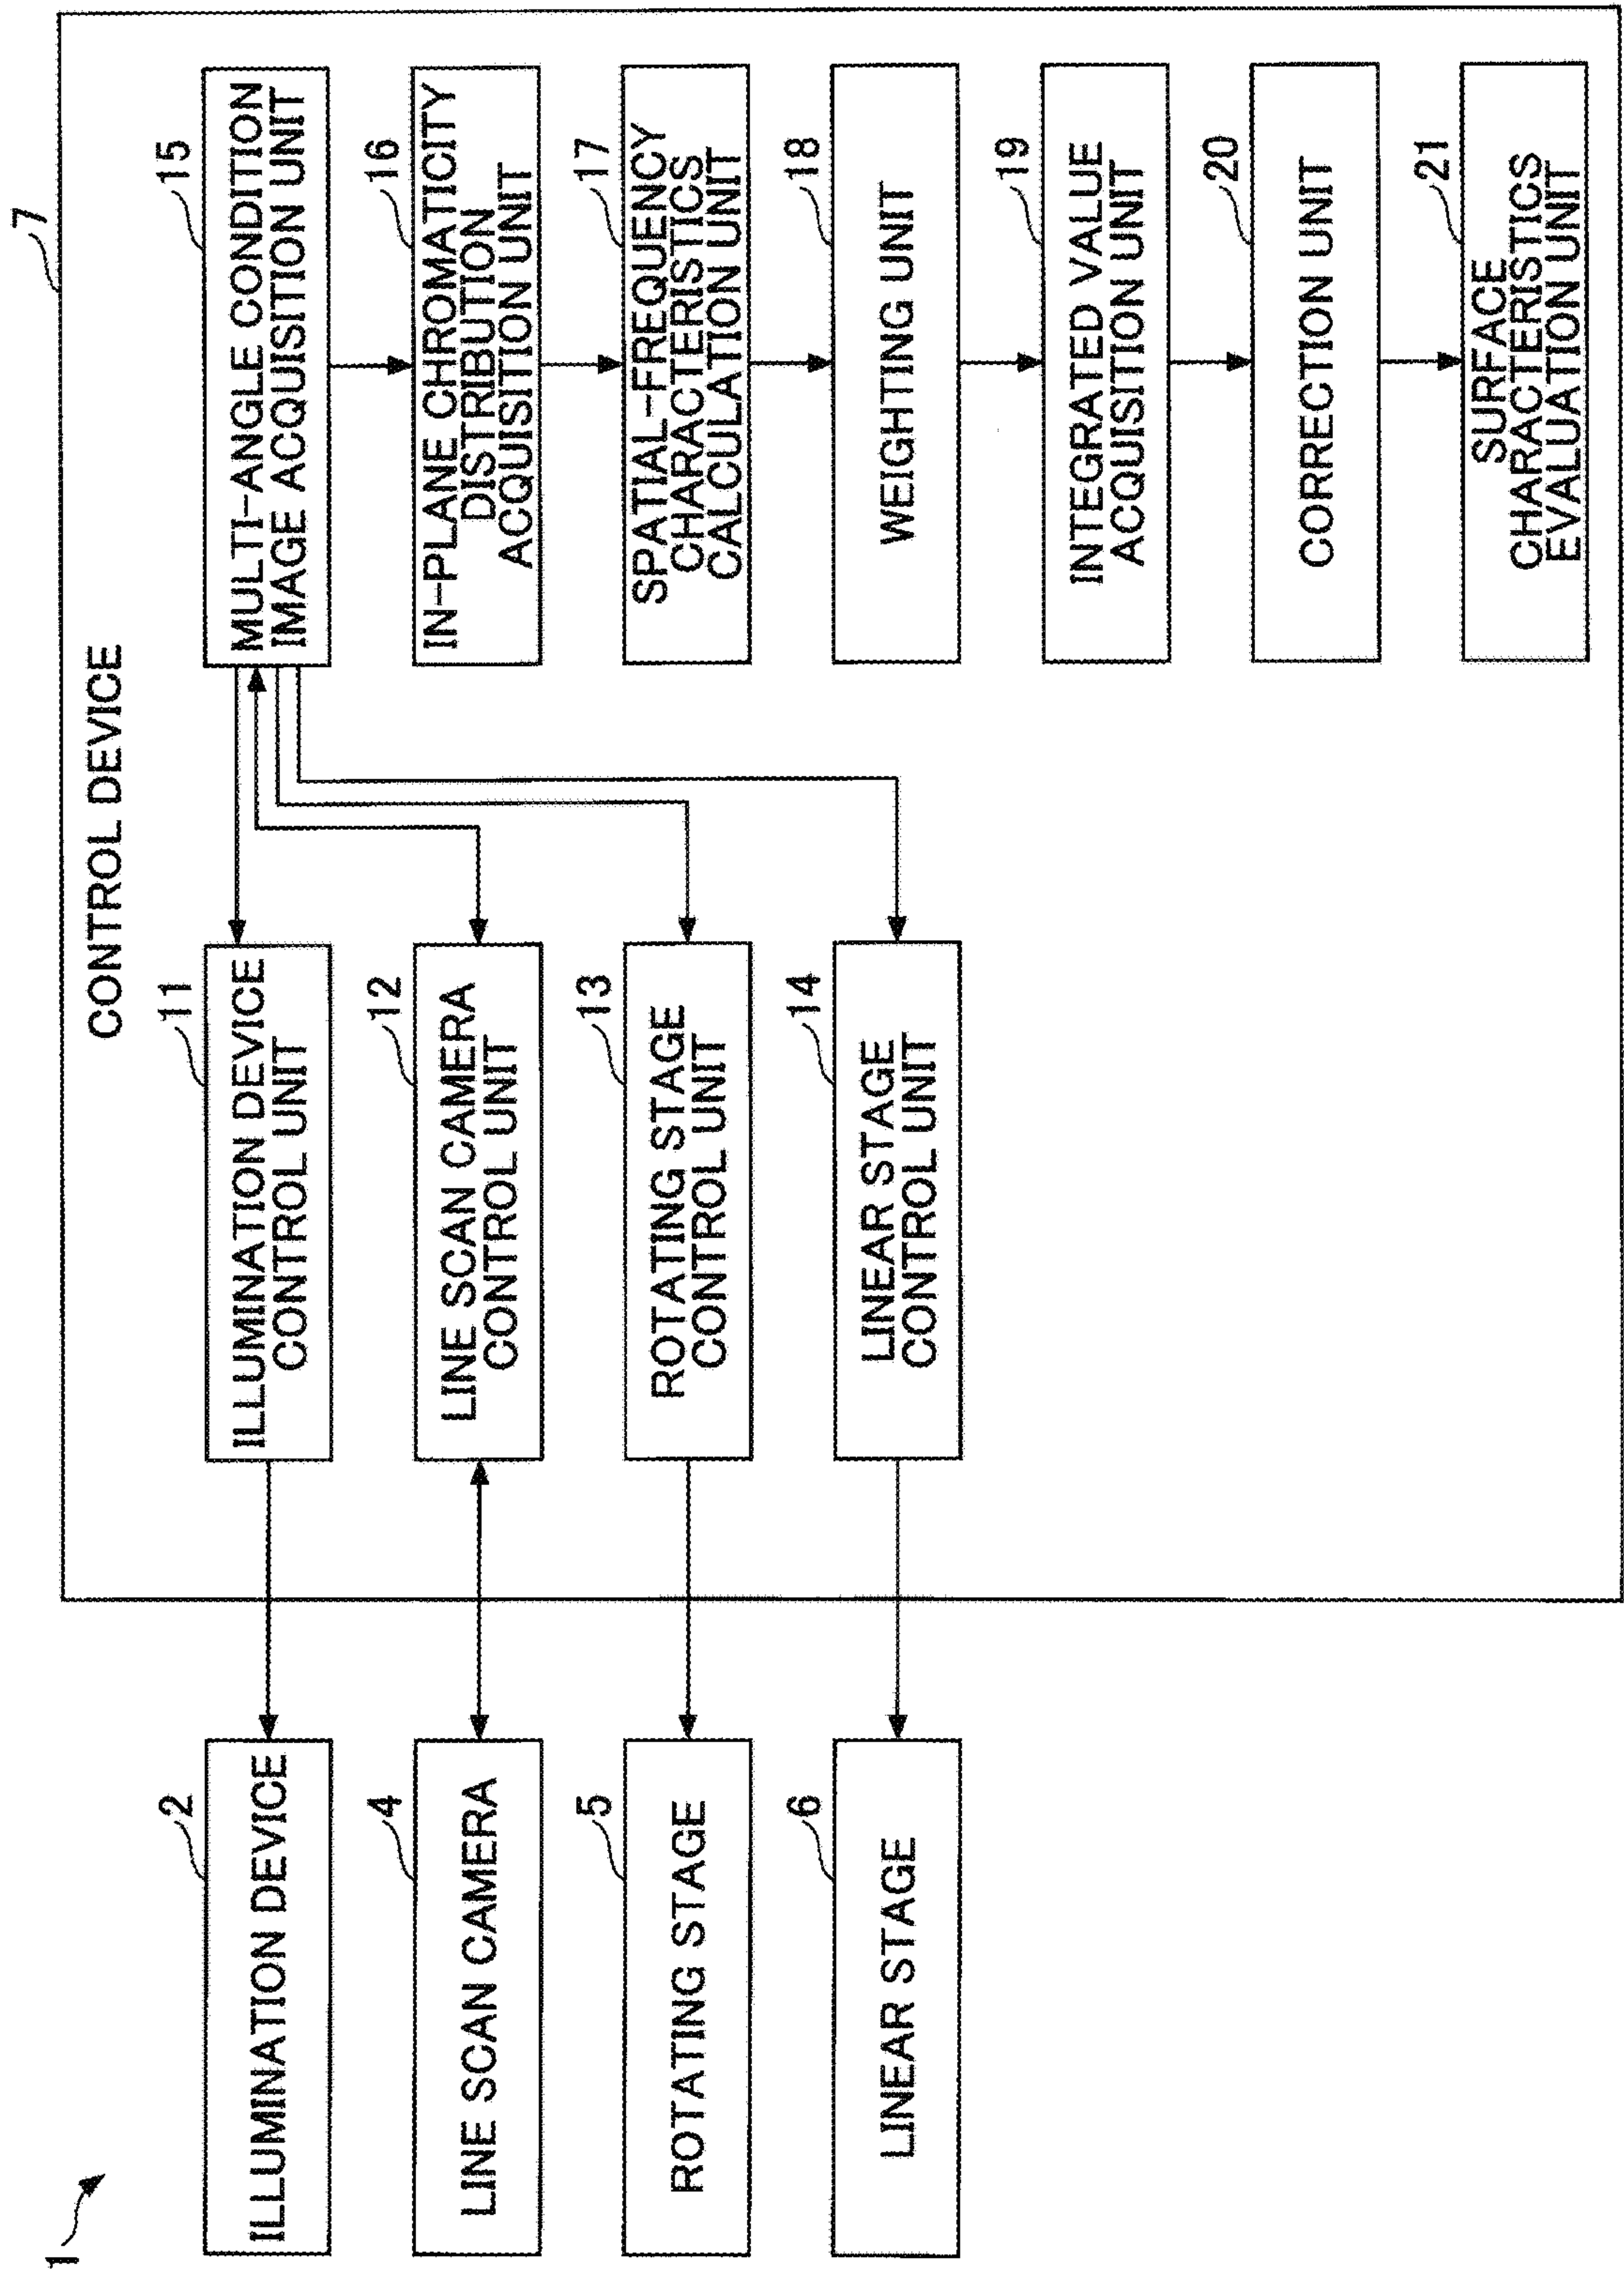 1
7
CONTROL DEVICE
2
ILLUMINATION DEVICE
4
LINE SCAN CAMERA
5
ROTATING STAGE
6
LINEAR STAGE
11
ILLUMINATION DEVICE
CONTROL UNIT
12
LINE SCAN CAMERA
CONTROL UNIT
13
ROTATING STAGE
CONTROL UNIT
14
LINEAR STAGE
CONTROL UNIT
15
MULTI-ANGLE CONDITION
IMAGE ACQUISITION UNIT
16
IN-PLANE CHROMATICITY
DISTRIBUTION
ACQUISITION UNIT
17
SPATIAL-FREQUENCY
CHARACTERISTICS
CALCULATION UNIT
18
WEIGHTING UNIT
19
INTEGRATED VALUE
ACQUISITION UNIT
20
CORRECTION UNIT
21
SURFACE
CHARACTERISTICS
EVALUATION UNIT